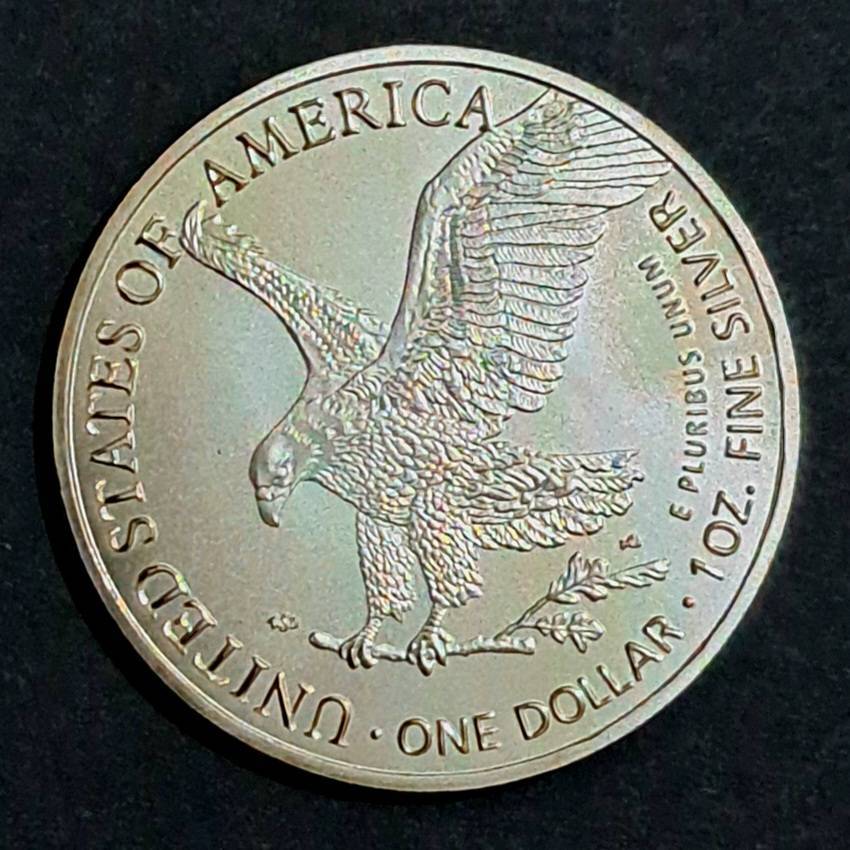 UNITED STATES OF AMERICA
E PLURIBUS UNUM
1 OZ. FINE SILVER
• ONE DOLLAR •